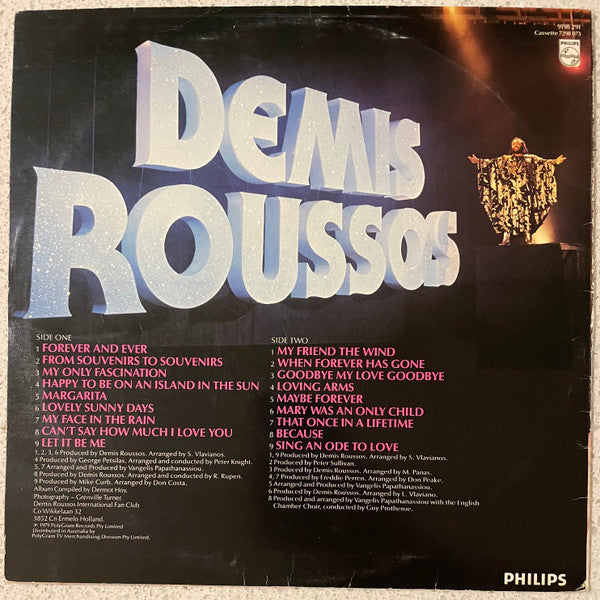 9198 291
Cassette 7298 873
PHILIPS
DEMIS
ROUSSOS
SIDE ONE
1 FOREVER AND EVER
2 FROM SOUVENIRS TO SOUVENIRS
3 MY ONLY FASCINATION
4 HAPPY TO BE ON AN ISLAND IN THE SUN
5 MARGARITA
6 LOVELY SUNNY DAYS
7 MY FACE IN THE RAIN
8 CAN'T SAY HOW MUCH I LOVE YOU
9 LET IT BE ME
1, 2, 3, 6 Produced by Demis Roussos. Arranged by S. Vlavianos.
4 Produced by George Petsilas. Arranged and conducted by Peter Knight.
5, 7 Arranged and Produced by Vangelis Papathanassiou.
8 Produced by Demis Roussos. Arranged and conducted by R. Rupen.
9 Produced by Mike Curb. Arranged by Don Costa.
Album Compiled by Dermot Hoy.
Photography – Grenville Turner.
Demis Roussos International Fan Club
Co Wikkelaan 32
3852 Cn Ermelo Holland.
℗ 1979 PolyGram Records Pty Limited
Distributed in Australia by
PolyGram TV Merchandising Division Pty Limited.
SIDE TWO
1 MY FRIEND THE WIND
2 WHEN FOREVER HAS GONE
3 GOODBY MY LOVE GOODBYE
4 LOVING ARMS
5 MAYBE FOREVER
6 MARY WAS AN ONLY CHILD
7 THAT ONCE IN A LIFETIME
8 BECAUSE
9 SING AN ODE TO LOVE
1, 9 Produced by Demis Roussos. Arranged by S. Vlavianos.
2 Produced by Peter Sullivan.
3 Produced by Demis Roussos. Arranged by M. Panas.
4, 7 Produced by Freddie Perren. Arranged by Don Peake.
5 Arranged and Produced by Vangelis Papathanassiou.
6 Produced by Demis Roussos. Arranged by L. Vlaviano.
8 Produced and arranged by Vangelis Papathanassiou with the English
Chamber Choir, conducted by Guy Protheroe.
PHILIPS